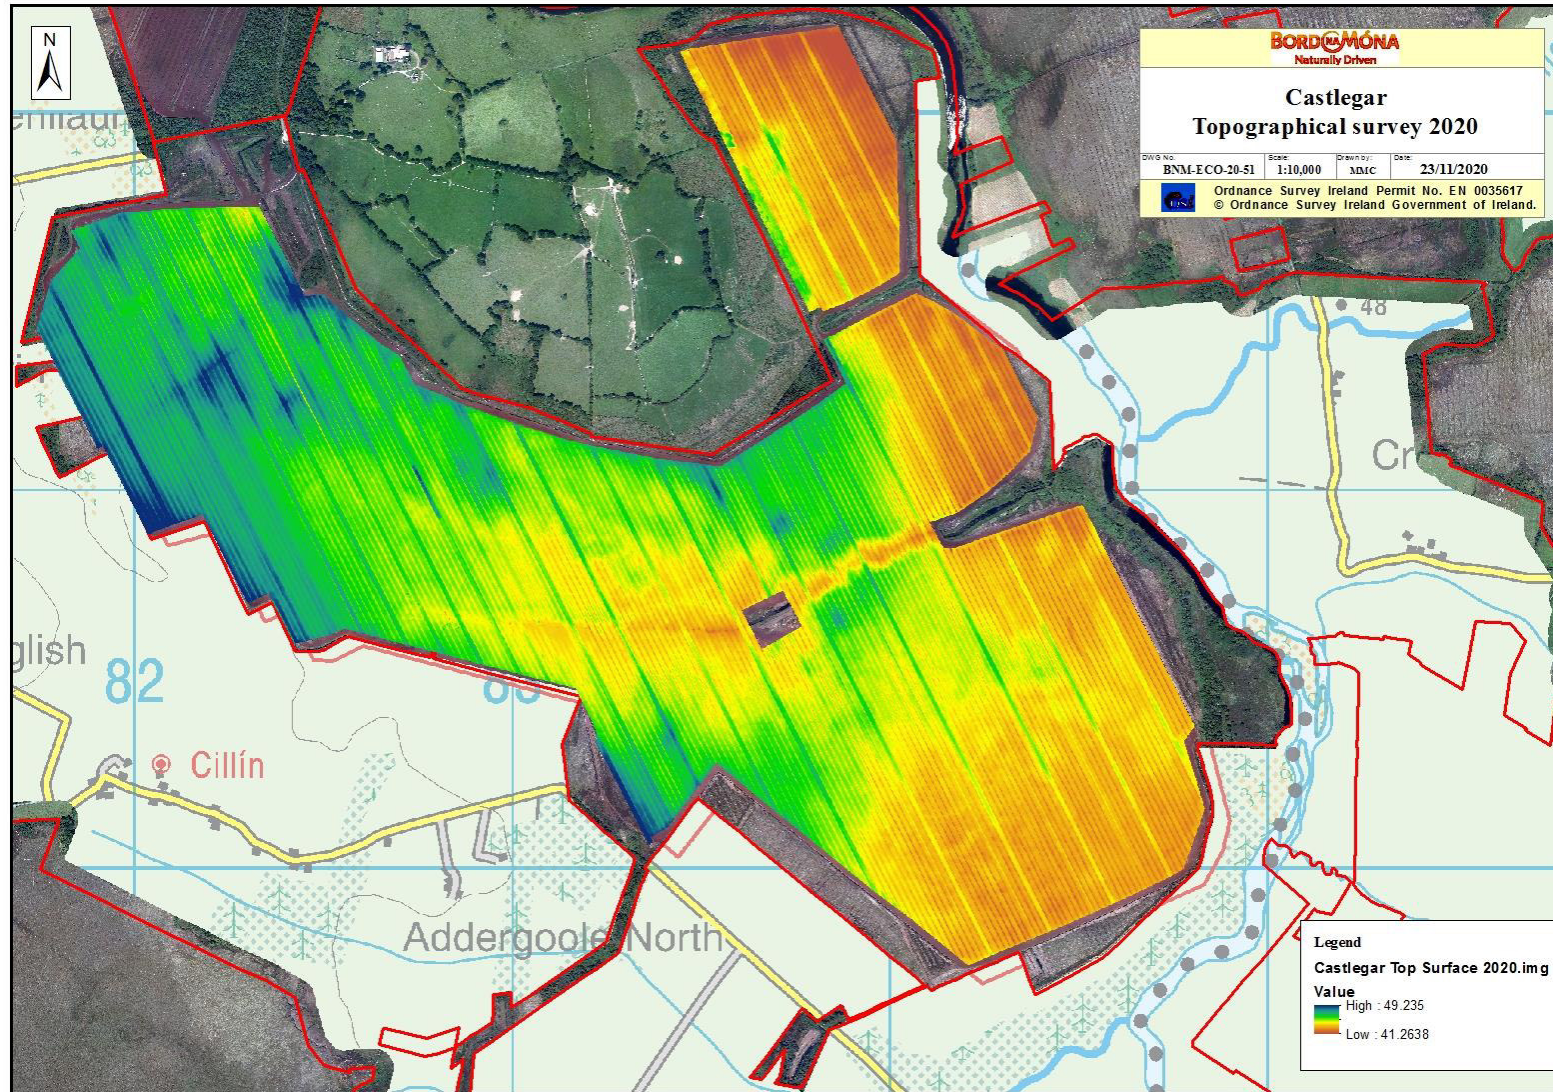 N
BORD NA MÓNA
Naturally Driven
Castlegar
Topographical survey 2020
DWG No. Scale: Drawn by: Date:
BNM-ECO-20-51 1:10,000 MMC 23/11/2020
Ordnance Survey Ireland Permit No. EN 0035617
© Ordnance Survey Ireland Government of Ireland.
48
Cr
glish
82
Cillín
Addergoole North
Legend
Castlegar Top Surface 2020.img
Value
High : 49.235
Low : 41.2638